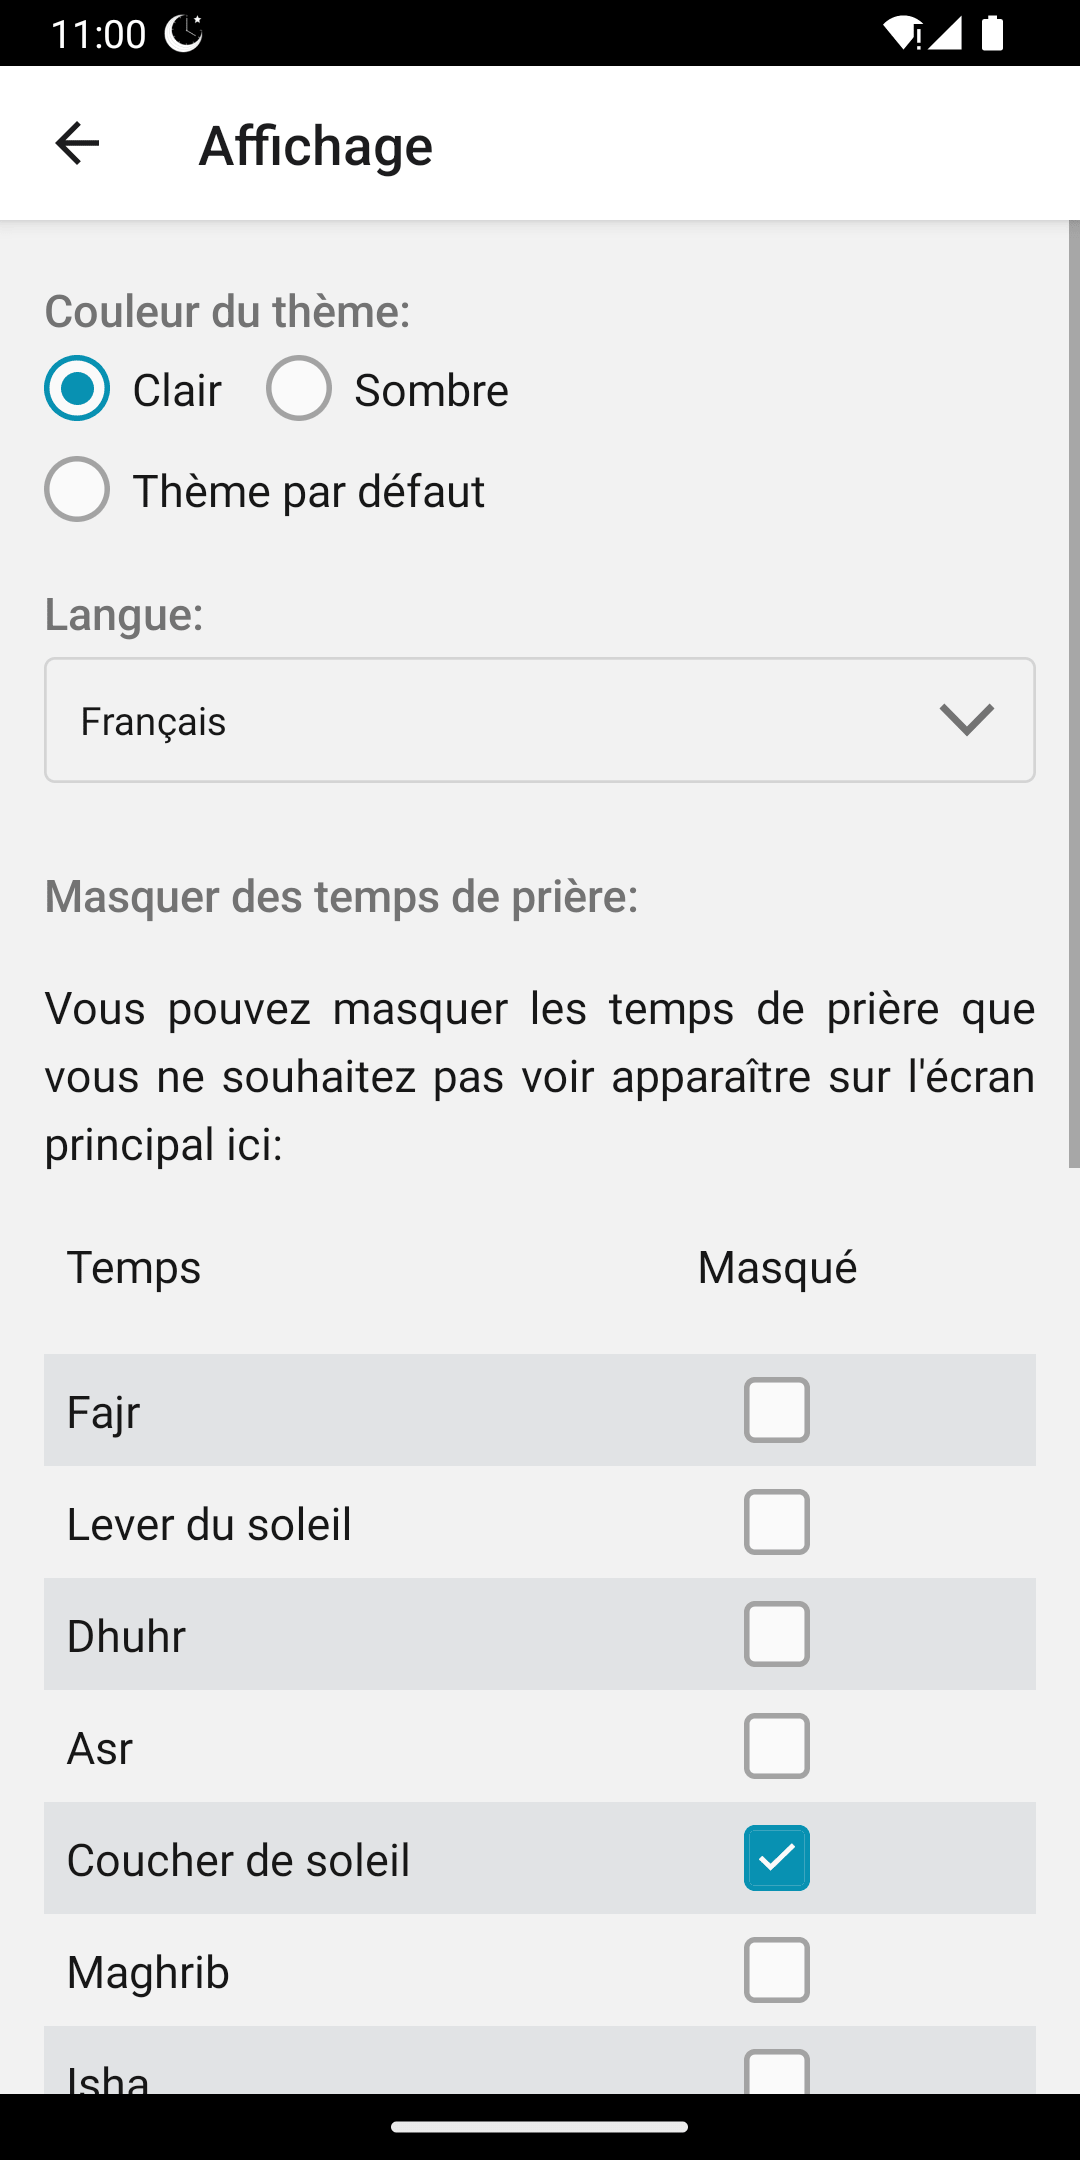 11:00
Affichage
Couleur du thème:
Clair Sombre
Thème par défaut
Langue:
Français
Masquer des temps de prière:
Vous pouvez masquer les temps de prière que
vous ne souhaitez pas voir apparaître sur l'écran
principal ici:
Temps Masqué
Fajr
Lever du soleil
Dhuhr
Asr
Coucher de soleil
Maghrib
Isha